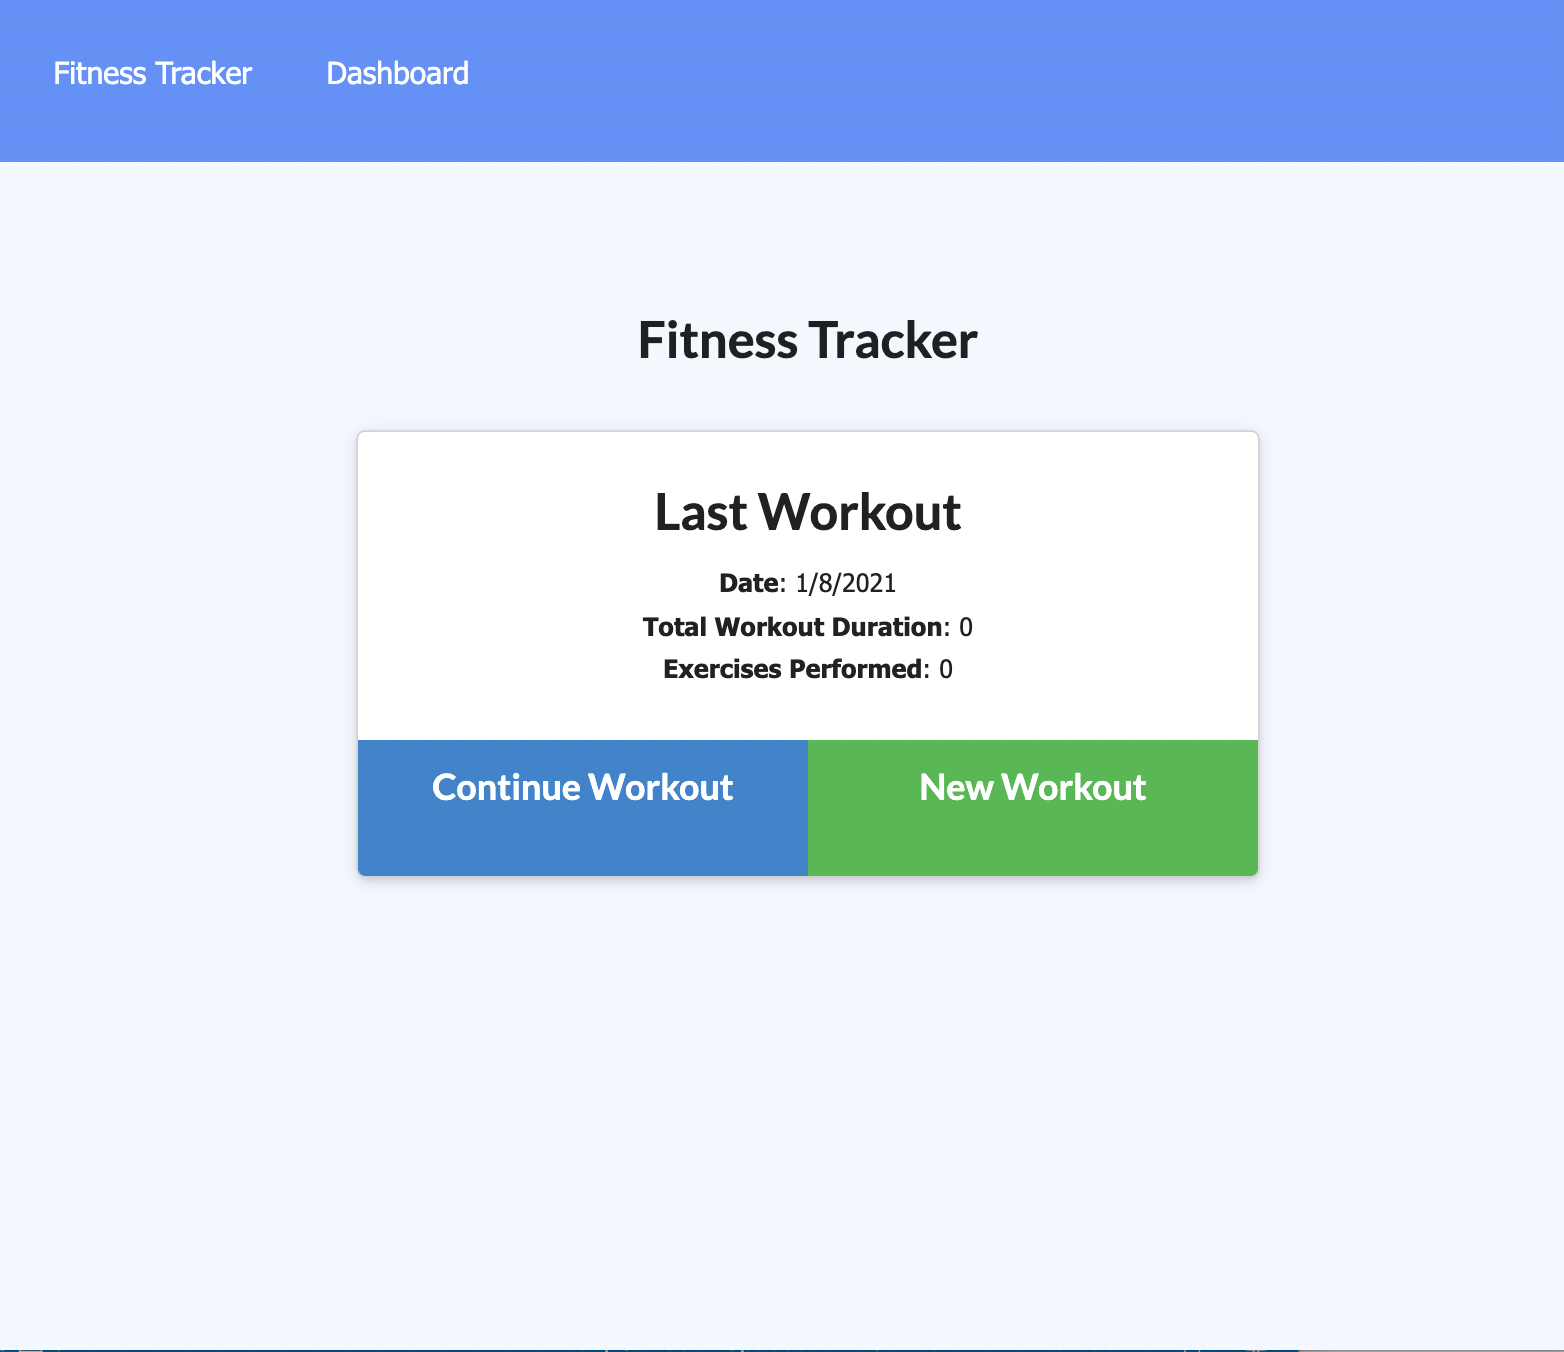 Fitness Tracker Dashboard
Fitness Tracker
Last Workout
Date: 1/8/2021
Total Workout Duration: 0
Exercises Performed: 0
Continue Workout New Workout